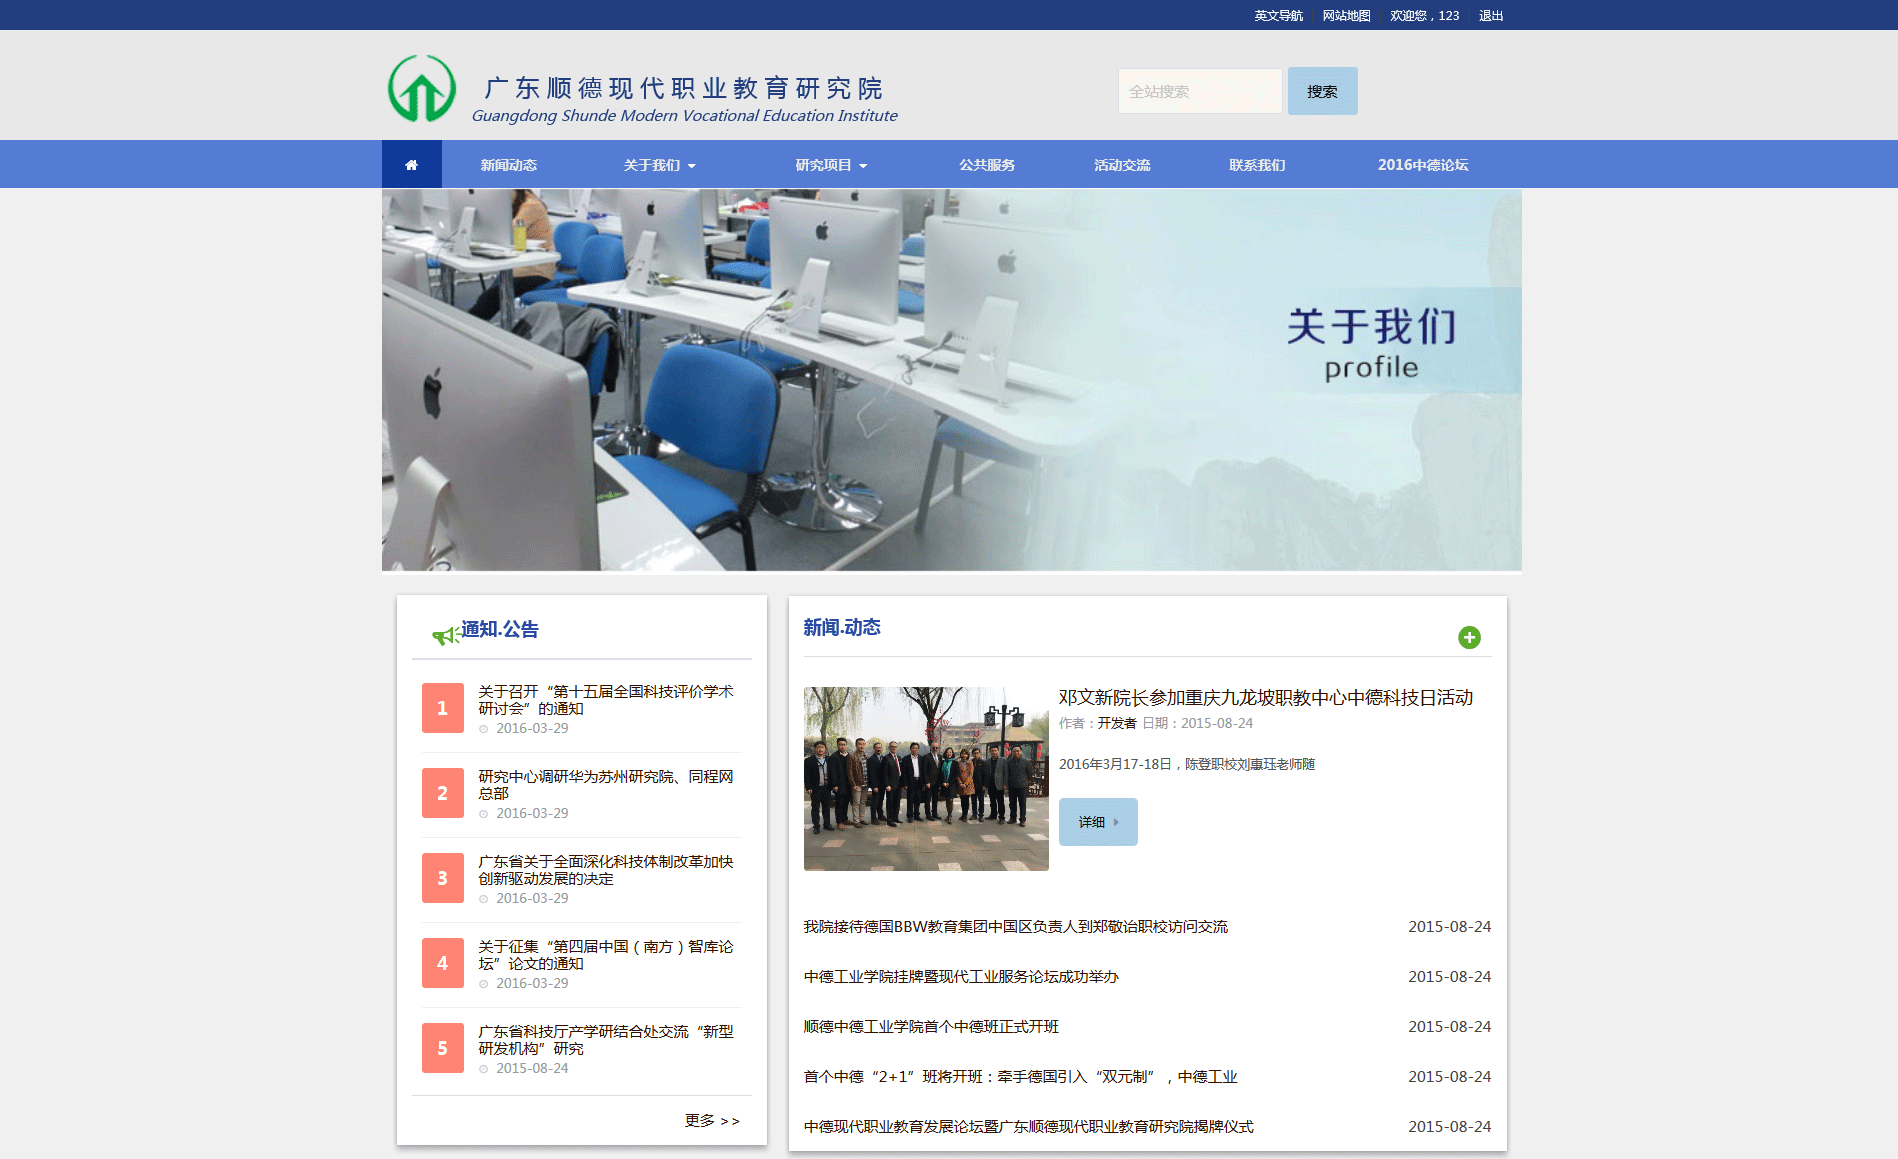 英文导航 网站地图 欢迎您，123 退出
广东顺德现代职业教育研究院
Guangdong Shunde Modern Vocational Education Institute
全站搜索 搜索
新闻动态 关于我们 研究项目 公共服务 活动交流 联系我们 2016中德论坛
关于我们
profile
通知.公告
1
关于召开“第十五届全国科技评价学术
研讨会”的通知
2016-03-29
2
研究中心调研华为苏州研究院、同程网
总部
2016-03-29
3
广东省关于全面深化科技体制改革加快
创新驱动发展的决定
2016-03-29
4
关于征集“第四届中国（南方）智库论
坛”论文的通知
2016-03-29
5
广东省科技厅产学研结合处交流“新型
研发机构”研究
2015-08-24
更多 >>
新闻.动态
邓文新院长参加重庆九龙坡职教中心中德科技日活动
作者：开发者 日期：2015-08-24
2016年3月17-18日，陈登职校刘惠珏老师随
详细
我院接待德国BBW教育集团中国区负责人到郑敬诒职校访问交流 2015-08-24
中德工业学院挂牌暨现代工业服务论坛成功举办 2015-08-24
顺德中德工业学院首个中德班正式开班 2015-08-24
首个中德“2+1”班将开班：牵手德国引入“双元制”，中德工业 2015-08-24
中德现代职业教育发展论坛暨广东顺德现代职业教育研究院揭牌仪式 2015-08-24